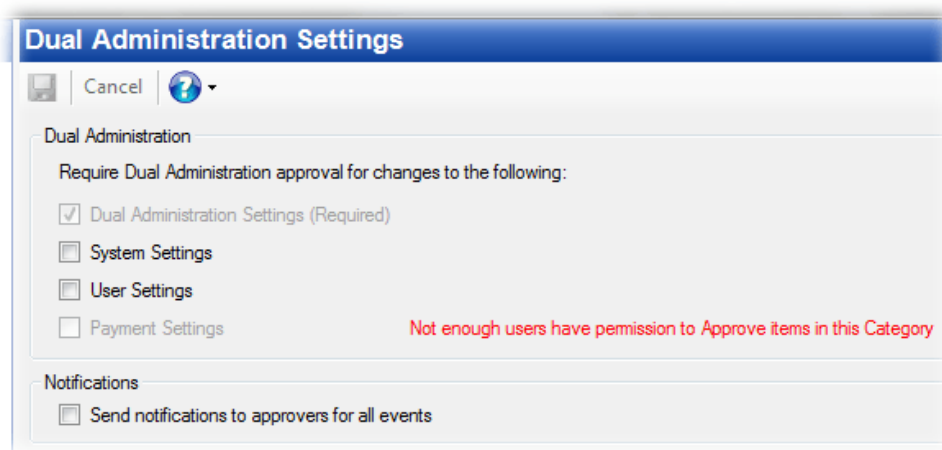 Dual Administration Settings
Cancel
Dual Administration
Require Dual Administration approval for changes to the following:
Dual Administration Settings (Required)
System Settings
User Settings
Payment Settings Not enough users have permission to Approve items in this Category
Notifications
Send notifications to approvers for all events